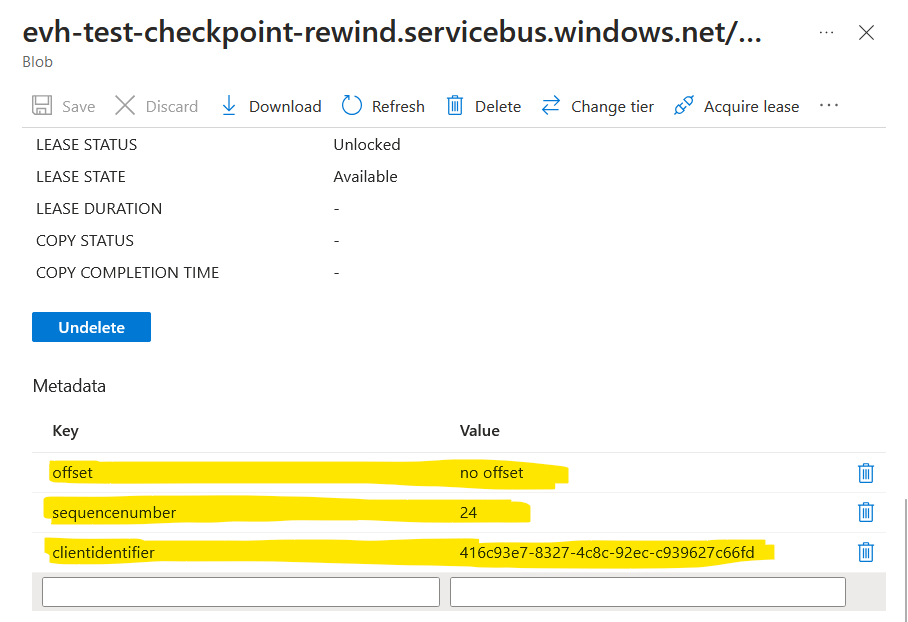 evh-test-checkpoint-rewind.servicebus.windows.net/...
Blob
Save Discard Download Refresh Delete Change tier Acquire lease
LEASE STATUS Unlocked
LEASE STATE Available
LEASE DURATION -
COPY STATUS -
COPY COMPLETION TIME -
Undelete
Metadata
Key Value
offset no offset
sequencenumber 24
clientidentifier 416c93e7-8327-4c8c-92ec-c939627c66fd